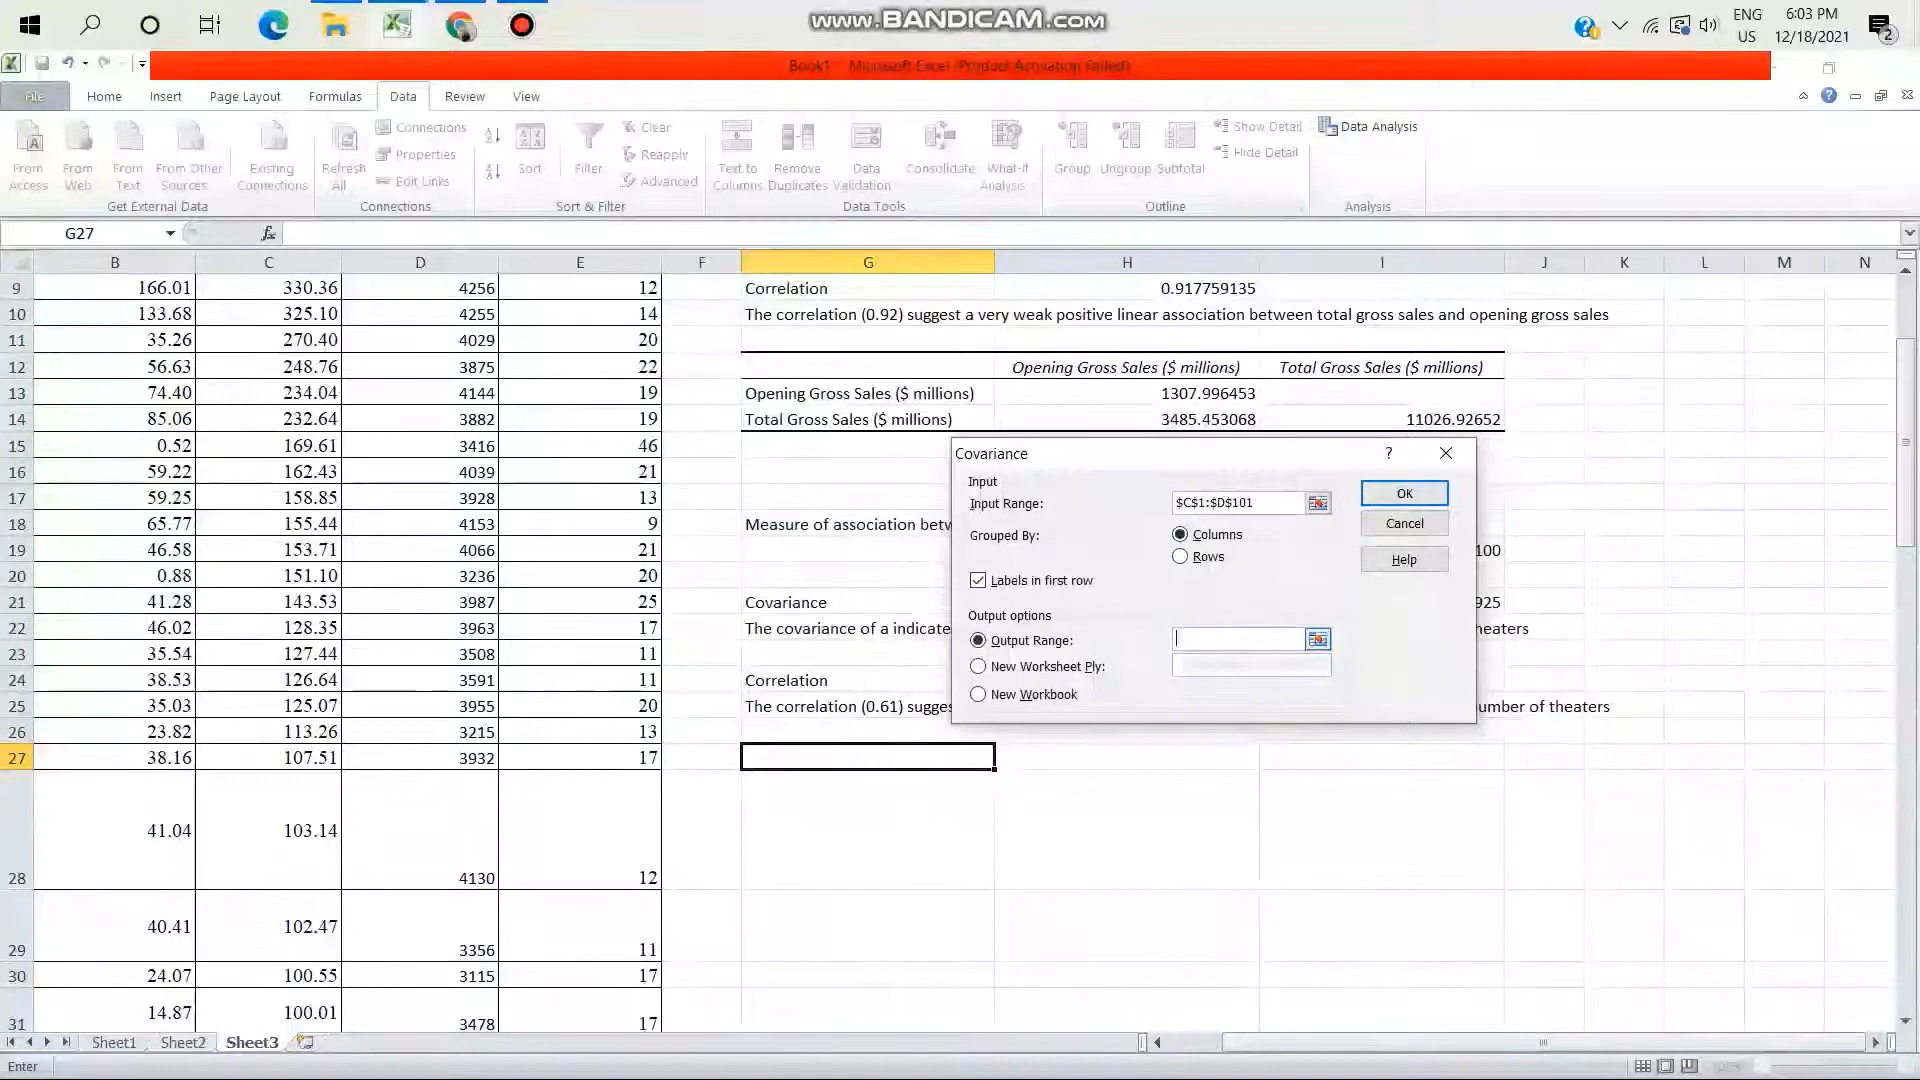 www.BANDICAM.com
ENG
6:03 PM
US
12/18/2021
2
Book1 - Microsoft Excel (Product Activation Failed)
File
Home
Insert
Page Layout
Formulas
Data
Review
View
From Access
From Web
From Text
From Other Sources
Existing Connections
Get External Data
Refresh All
Connections
Properties
Edit Links
Connections
Sort
Filter
Clear
Reapply
Advanced
Sort & Filter
Text to Columns
Remove Duplicates
Data Validation
Consolidate
What-If Analysis
Data Tools
Group
Ungroup
Subtotal
Show Detail
Hide Detail
Outline
Data Analysis
Analysis
G27
fx
B C D E F G H I J K L M N
9 166.01 330.36 4256 12 Correlation 0.917759135
10 133.68 325.10 4255 14 The correlation (0.92) suggest a very weak positive linear association between total gross sales and opening gross sales
11 35.26 270.40 4029 20
12 56.63 248.76 3875 22 Opening Gross Sales ($ millions) Total Gross Sales ($ millions)
13 74.40 234.04 4144 19 Opening Gross Sales ($ millions) 1307.996453
14 85.06 232.64 3882 19 Total Gross Sales ($ millions) 3485.453068 11026.92652
15 0.52 169.61 3416 46
16 59.22 162.43 4039 21
17 59.25 158.85 3928 13
18 65.77 155.44 4153 9 Measure of association betw
19 46.58 153.71 4066 21 100
20 0.88 151.10 3236 20
21 41.28 143.53 3987 25 Covariance 925
22 46.02 128.35 3963 17 The covariance of a indicate heaters
23 35.54 127.44 3508 11
24 38.53 126.64 3591 11 Correlation
25 35.03 125.07 3955 20 The correlation (0.61) sugges umber of theaters
26 23.82 113.26 3215 13
27 38.16 107.51 3932 17
28 41.04 103.14 4130 12
29 40.41 102.47 3356 11
30 24.07 100.55 3115 17
31 14.87 100.01 3478 17
Covariance
?
Input
Input Range:
$C$1:$D$101
OK
Grouped By:
Columns
Cancel
Rows
Help
Labels in first row
Output options
Output Range:
New Worksheet Ply:
New Workbook
Sheet1
Sheet2
Sheet3
Enter